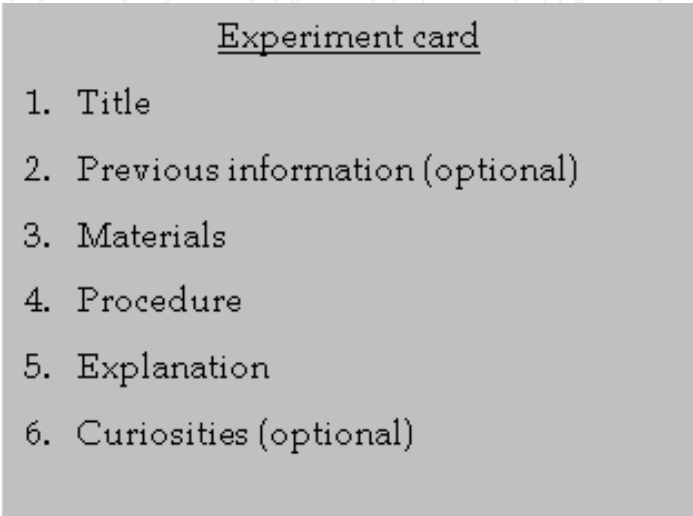 Experiment card
1. Title
2. Previous information (optional)
3. Materials
4. Procedure
5. Explanation
6. Curiosities (optional)